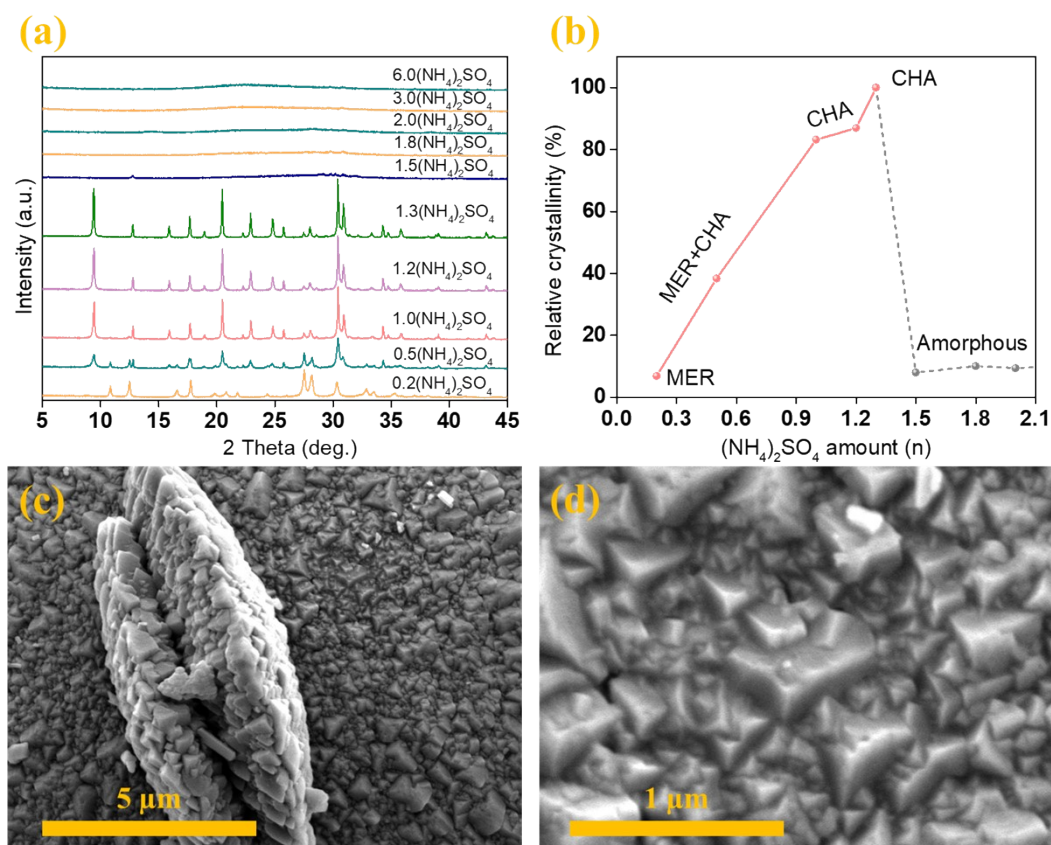 (a)
6.0(NH₄)₂SO₄
3.0(NH₄)₂SO₄
2.0(NH₄)₂SO₄
1.8(NH₄)₂SO₄
1.5(NH₄)₂SO₄
1.3(NH₄)₂SO₄
1.2(NH₄)₂SO₄
1.0(NH₄)₂SO₄
0.5(NH₄)₂SO₄
0.2(NH₄)₂SO₄
Intensity (a.u.)
5 10 15 20 25 30 35 40 45
2 Theta (deg.)
(b)
Relative crystallinity (%)
100
80
60
40
20
0
CHA
CHA
MER+CHA
MER
Amorphous
0.0 0.3 0.6 0.9 1.2 1.5 1.8 2.1
(NH₄)₂SO₄ amount (n)
(c)
5 μm
(d)
1 μm